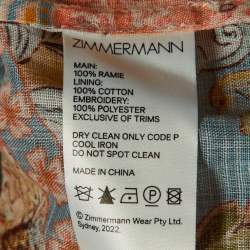 ZIMMERMANN
MAIN:
100% RAMIE
LINING:
100% COTTON
EMBROIDERY:
100% POLYESTER
EXCLUSIVE OF TRIMS
DRY CLEAN ONLY CODE P
COOL IRON
DO NOT SPOT CLEAN
MADE IN CHINA
© Zimmermann Wear Pty Ltd.
Sydney, 2022